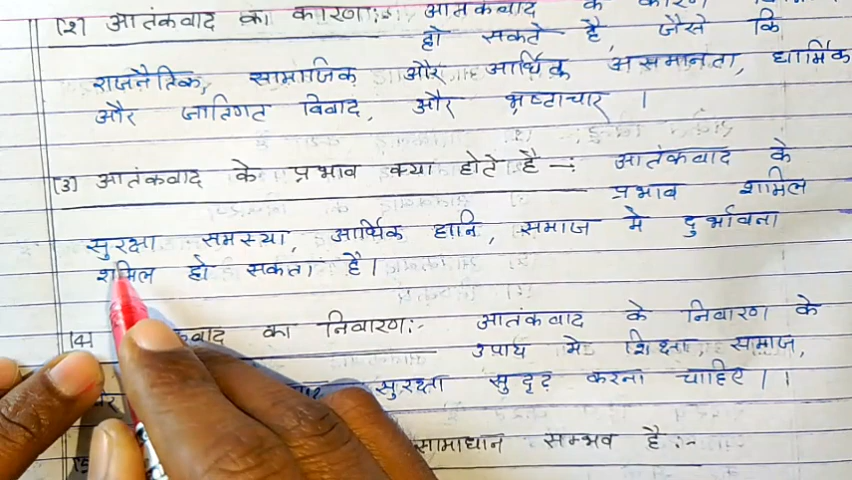 (2) आतंकवाद का कारण:- आतंकवाद के कारण
हो सकते है, जैसे कि
राजनैतिक, सामाजिक और आर्थिक असमानता, धार्मिक
और जातिगत विवाद, और भ्रष्टाचार ।
(3) आतंकवाद के प्रभाव क्या होते है -: आतंकवाद के
प्रभाव शामिल
सुरक्षा समस्या, आर्थिक हानि, समाज मे दुर्भावना
शमिल हो सकता है।
(4) कवाद का निवारण:- आतंकवाद के निवारण के
उपाय मे शिक्षा, समाज,
सुरक्षा सुदृढ़ करना चाहिए।।
सामाधान सम्भव है:-